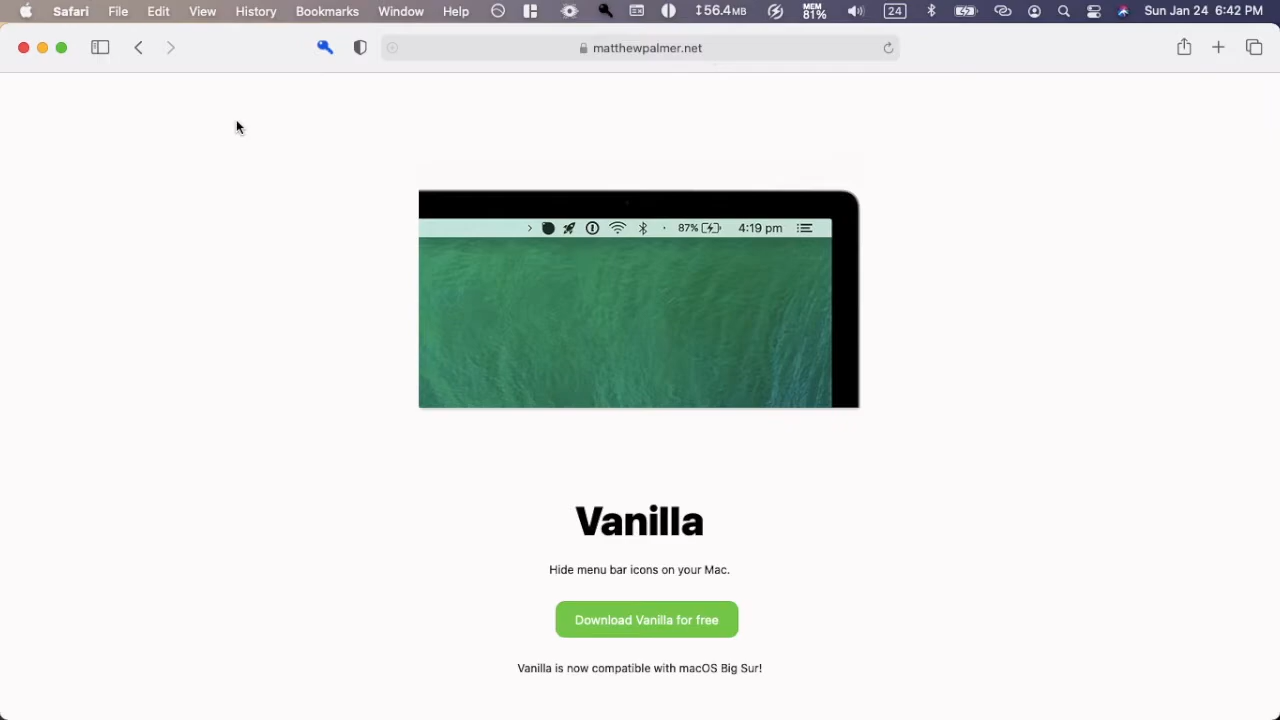 Safari File Edit View History Bookmarks Window Help 56.4MB MEM 81% 24 Sun Jan 24 6:42 PM
matthewpalmer.net
87% 4:19 pm
Vanilla
Hide menu bar icons on your Mac.
Download Vanilla for free
Vanilla is now compatible with macOS Big Sur!